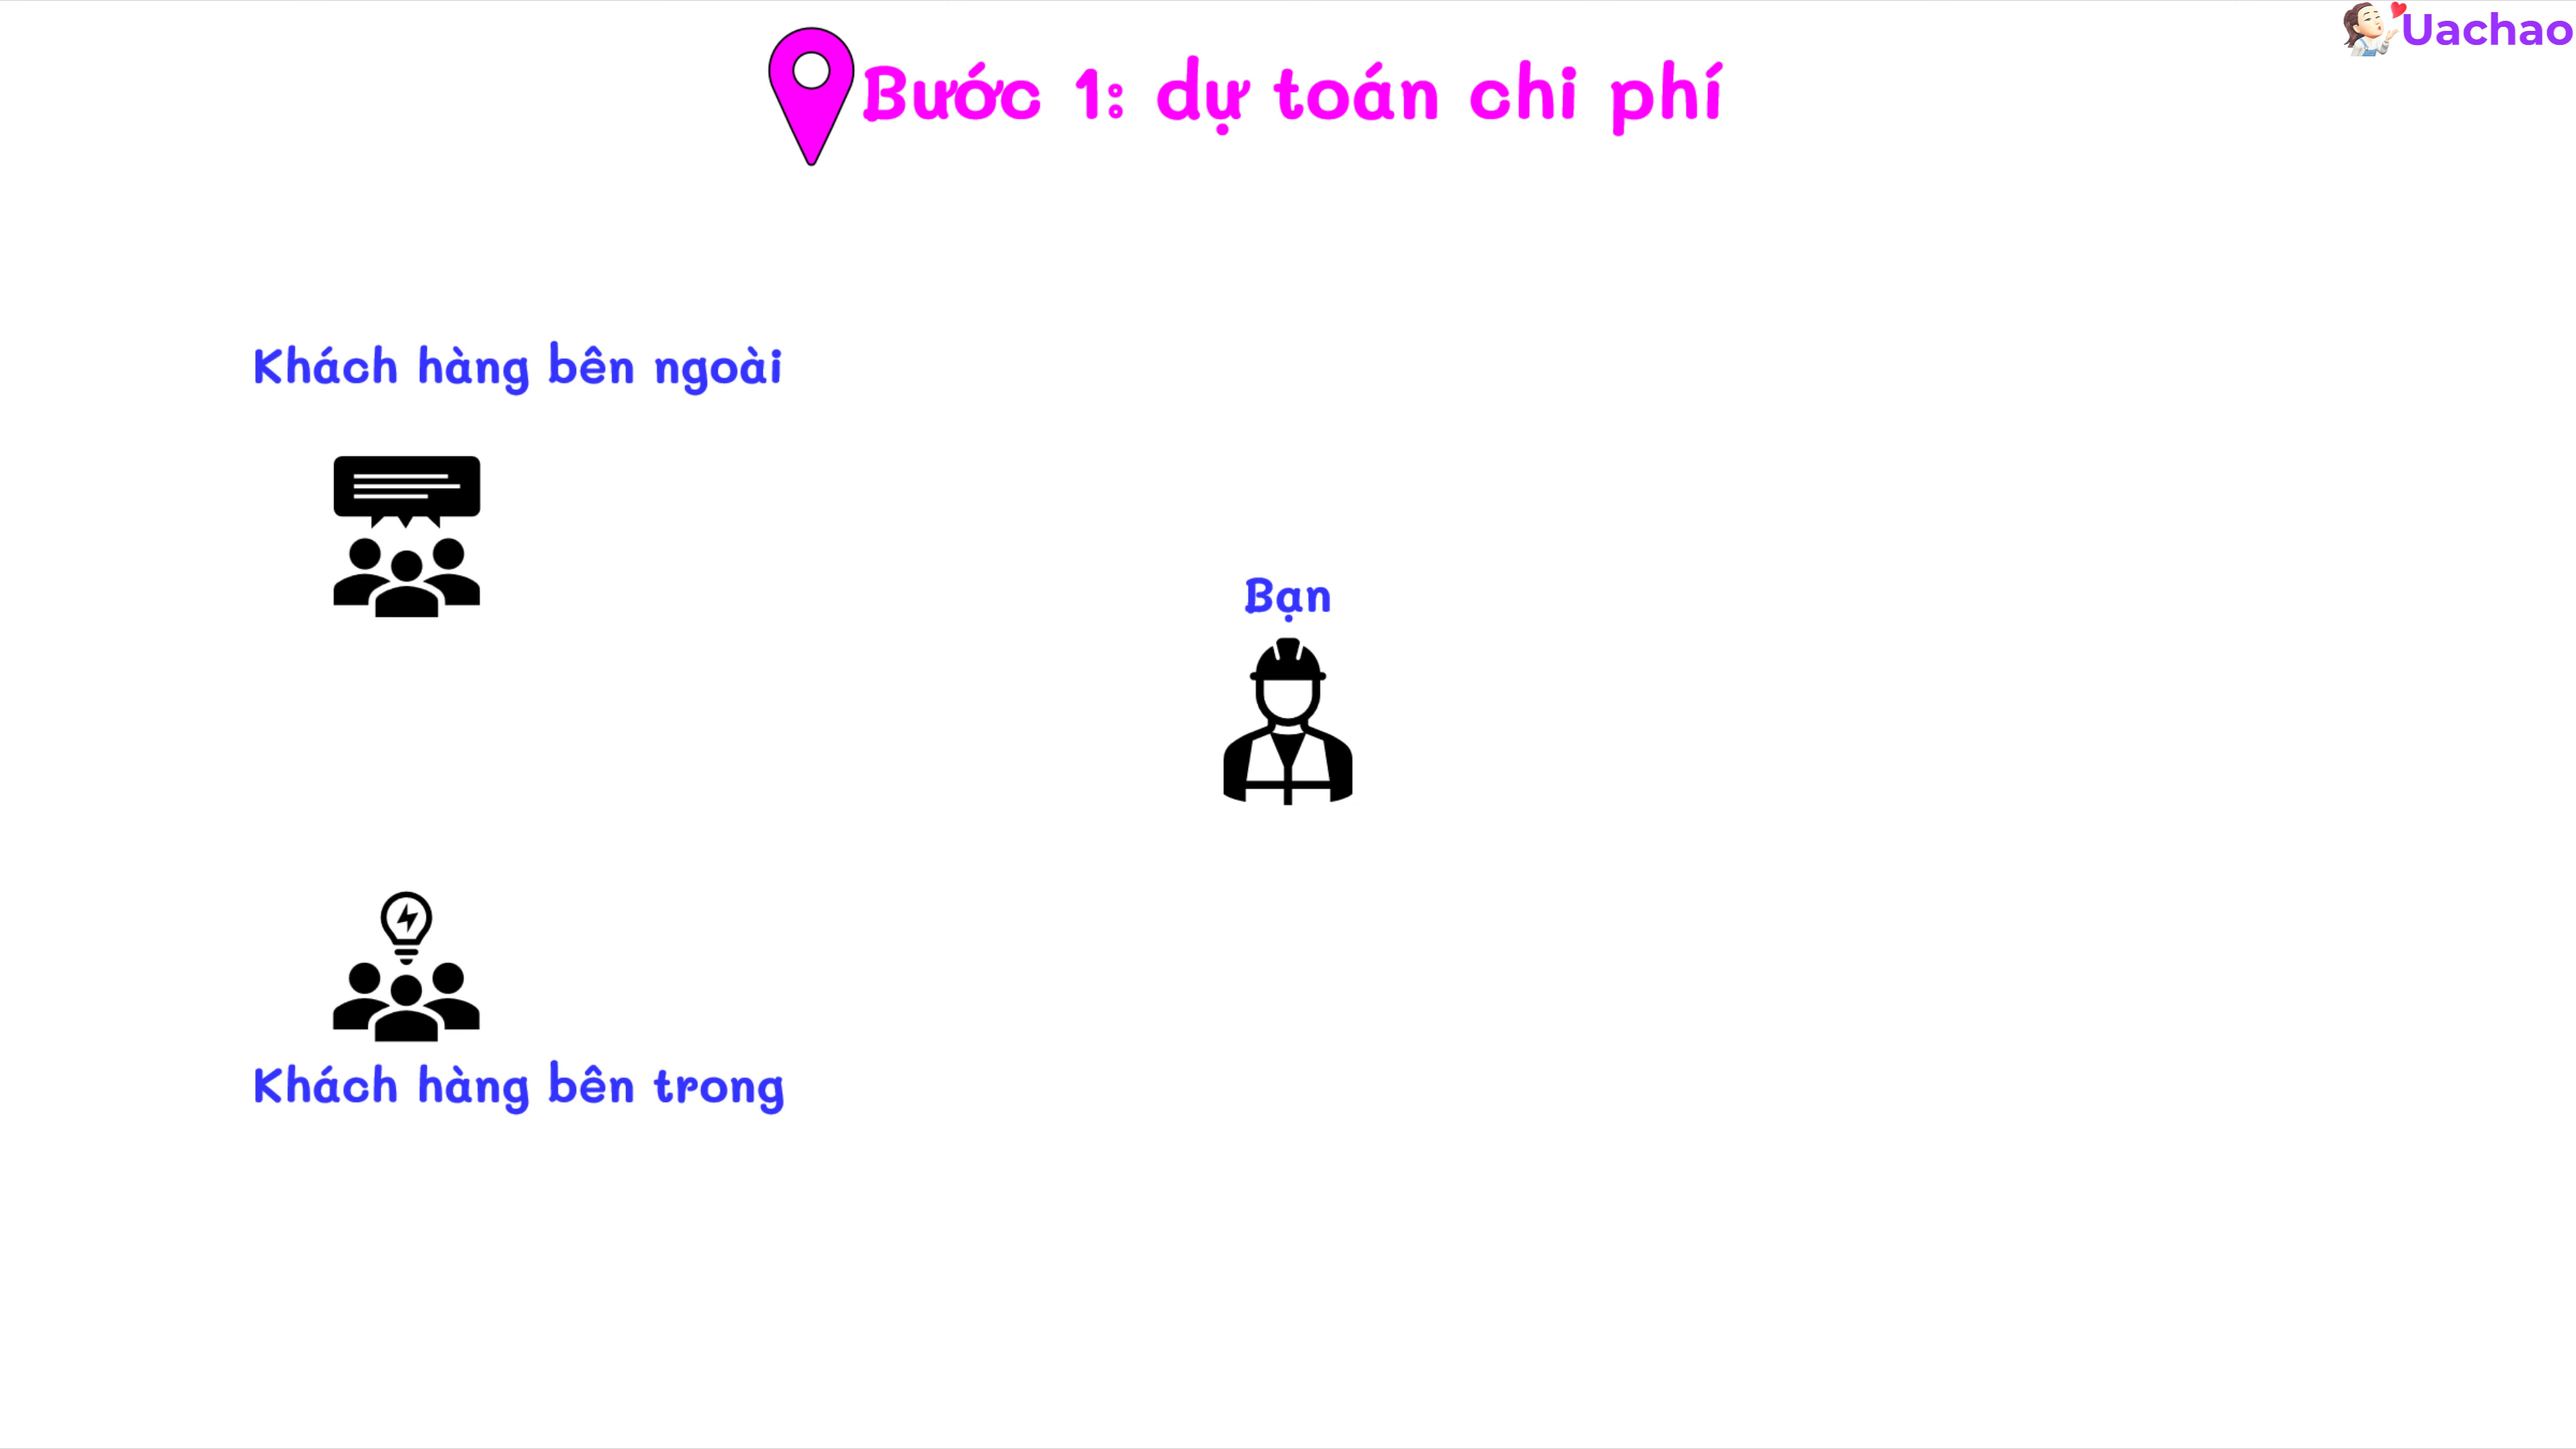 Uachao
Bước 1: dự toán chi phí
Khách hàng bên ngoài
Bạn
Khách hàng bên trong